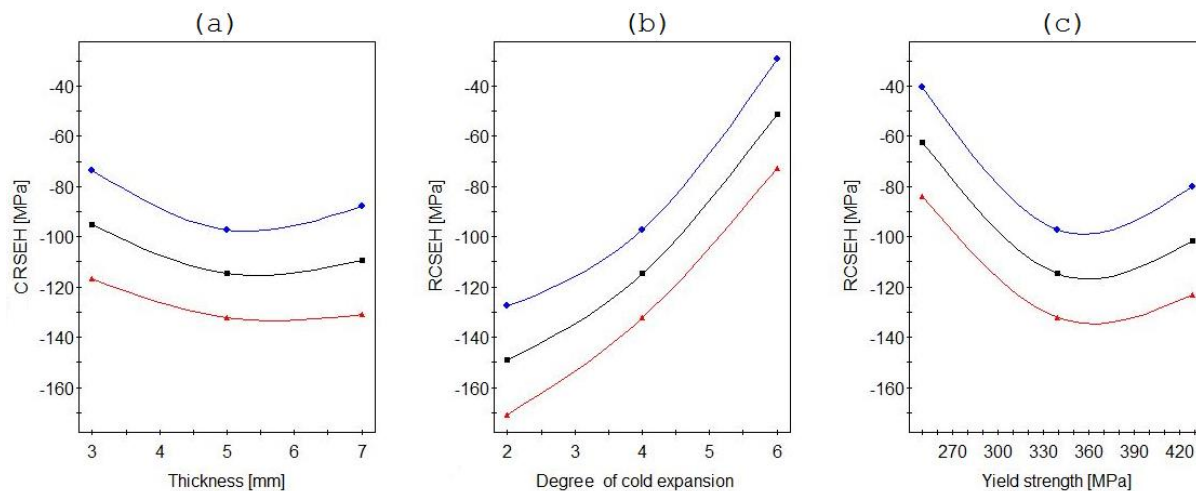 (a)
CRSEH [MPa]
-40
-60
-80
-100
-120
-140
-160
3 4 5 6 7
Thickness [mm]
(b)
RCSEH [MPa]
-40
-60
-80
-100
-120
-140
-160
2 3 4 5 6
Degree of cold expansion
(c)
RCSEH [MPa]
-40
-60
-80
-100
-120
-140
-160
270 300 330 360 390 420
Yield strength [MPa]